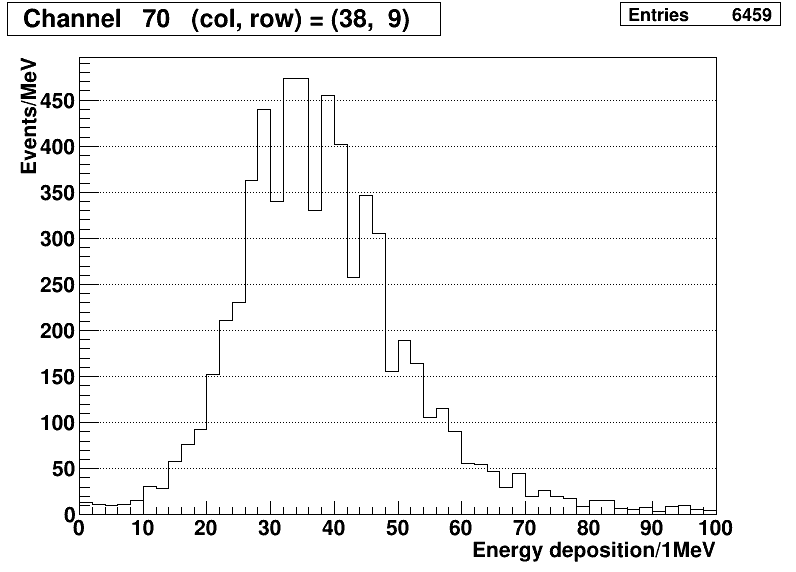 Channel 70 (col, row) = (38, 9)
Entries 6459
Events/MeV
450
400
350
300
250
200
150
100
50
0
0 10 20 30 40 50 60 70 80 90 100
Energy deposition/1MeV